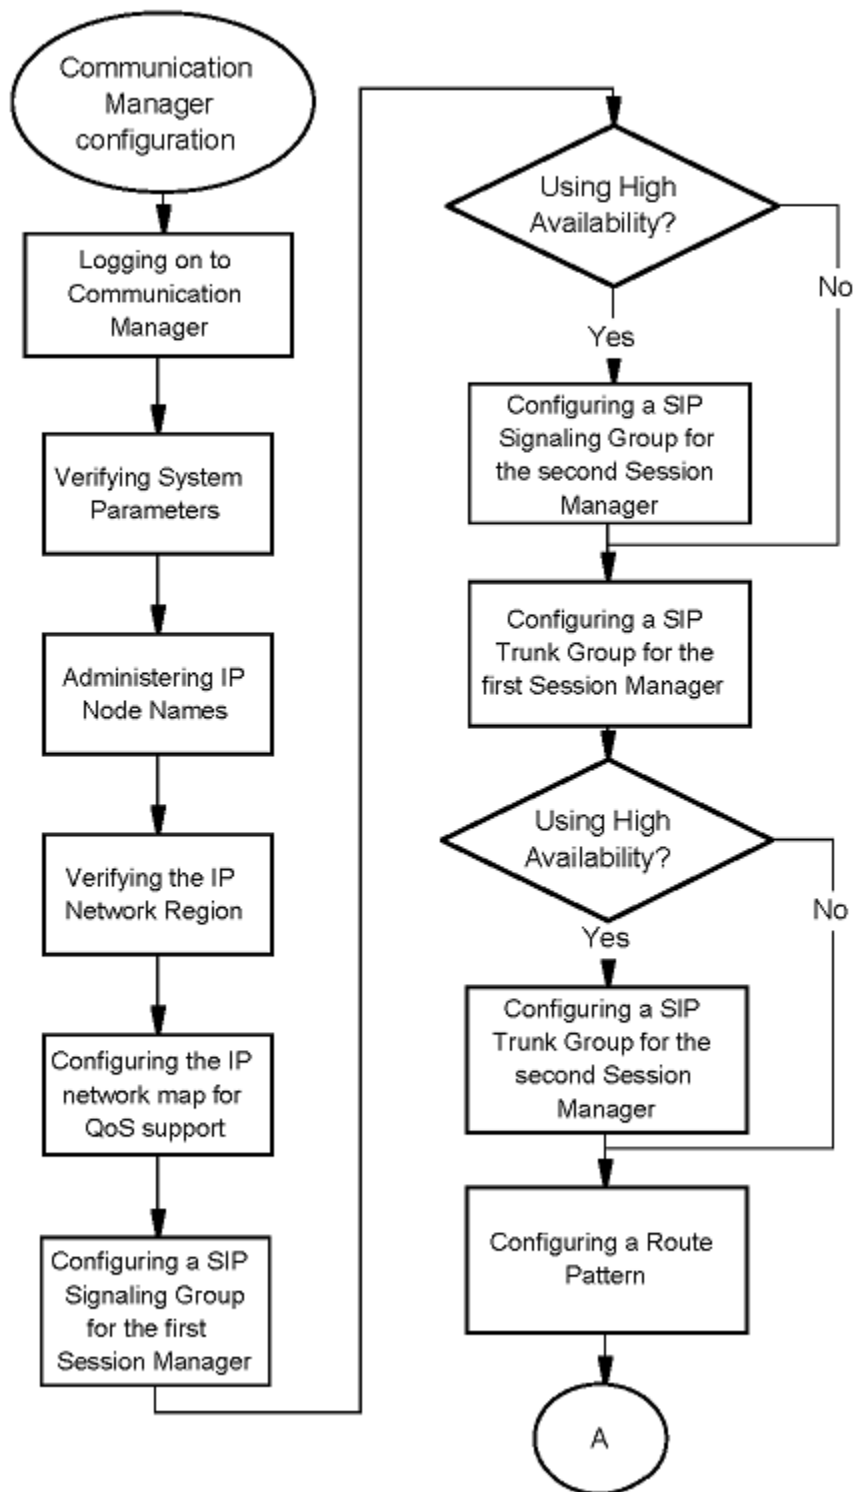 Communication
Manager
configuration
Logging on to
Communication
Manager
Verifying System
Parameters
Administering IP
Node Names
Verifying the IP
Network Region
Configuring the IP
network map for
QoS support
Configuring a SIP
Signaling Group
for the first
Session Manager
Using High
Availability?
No
Yes
Configuring a SIP
Signaling Group for
the second Session
Manager
Configuring a SIP
Trunk Group for the
first Session Manager
Using High
Availability?
No
Yes
Configuring a SIP
Trunk Group for the
second Session
Manager
Configuring a Route
Pattern
A